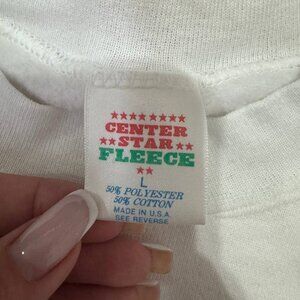 CENTER
STAR
FLEECE
L
50% POLYESTER
50% COTTON
MADE IN U.S.A
SEE REVERSE